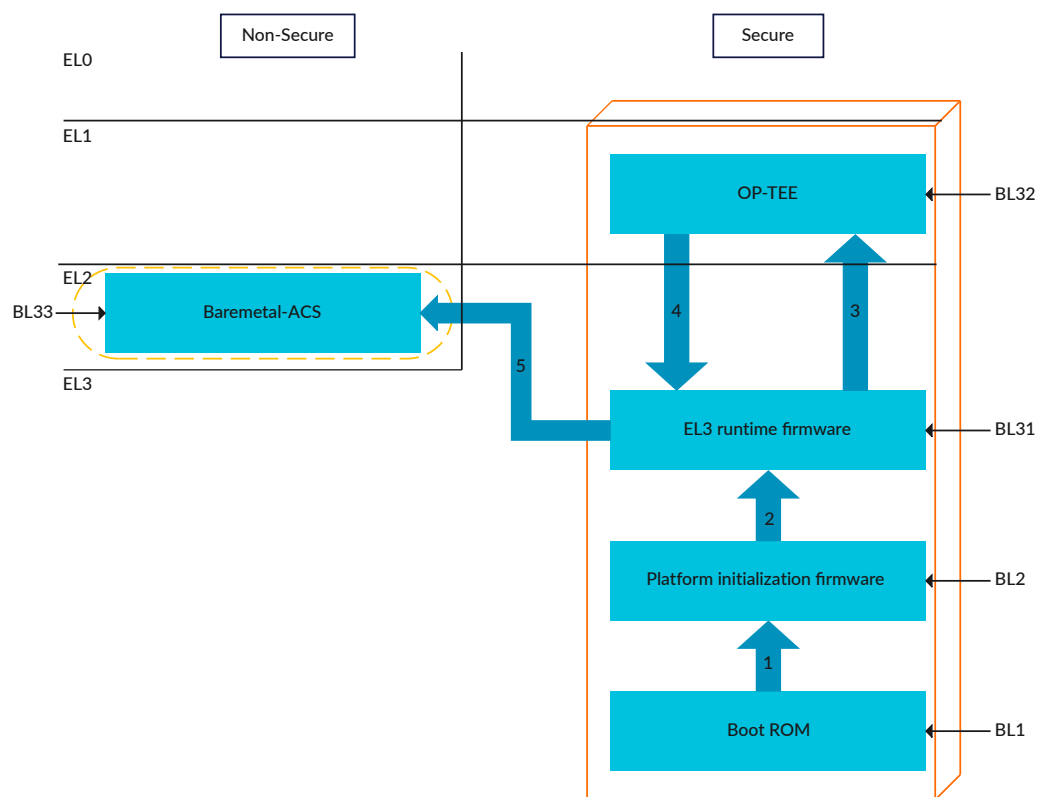 Non-Secure
Secure
EL0
EL1
OP-TEE
BL32
EL2
BL33
Baremetal-ACS
4
3
5
EL3
EL3 runtime firmware
BL31
2
Platform initialization firmware
BL2
1
Boot ROM
BL1